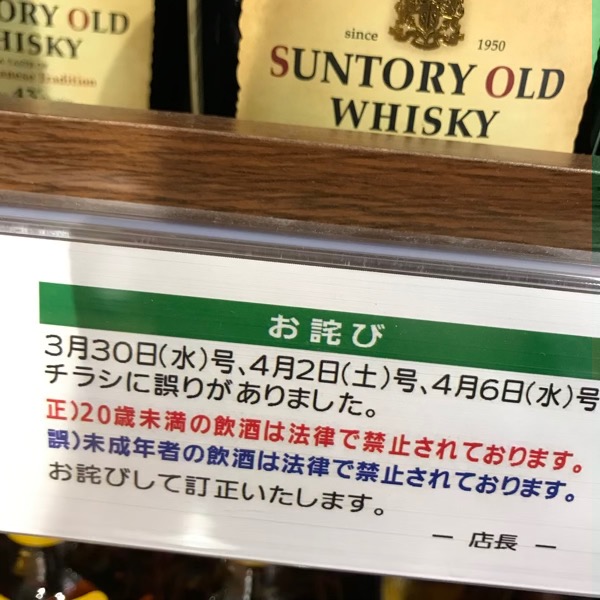 ORY OLD
HISKY
since 1950
SUNTORY OLD
WHISKY
お詫び
3月30日(水)号、4月2日(土)号、4月6日(水)号
チラシに誤りがありました。
正)20歳未満の飲酒は法律で禁止されております。
誤)未成年者の飲酒は法律で禁止されております。
お詫びして訂正いたします。
ー 店長 ー